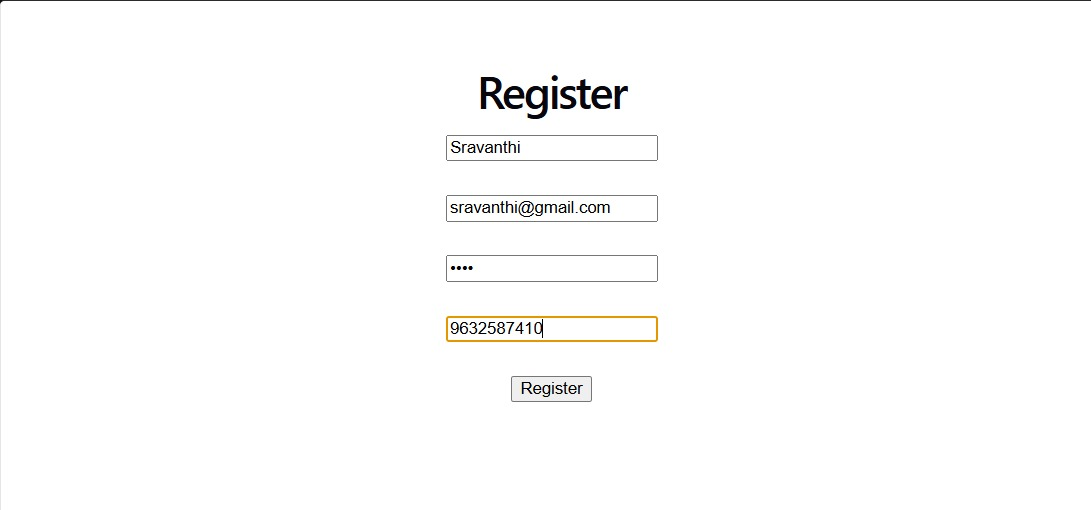 Register
Sravanthi
sravanthi@gmail.com
••••
9632587410
Register